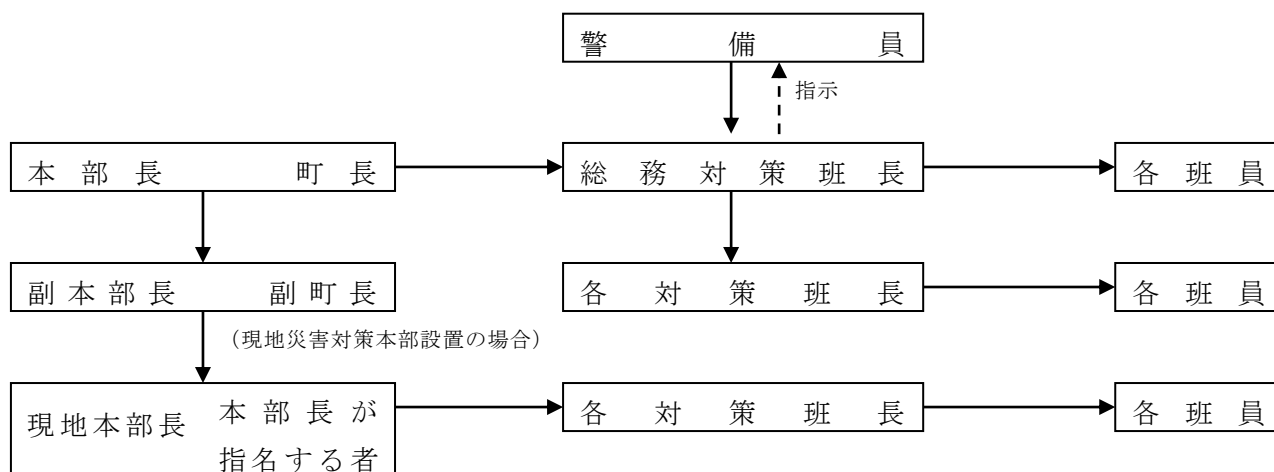 警備員
指示
本部長 町長
総務対策班長
各班員
副本部長 副町長
各対策班長
各班員
（現地災害対策本部設置の場合）
現地本部長 本部長が
指名する者
各対策班長
各班員